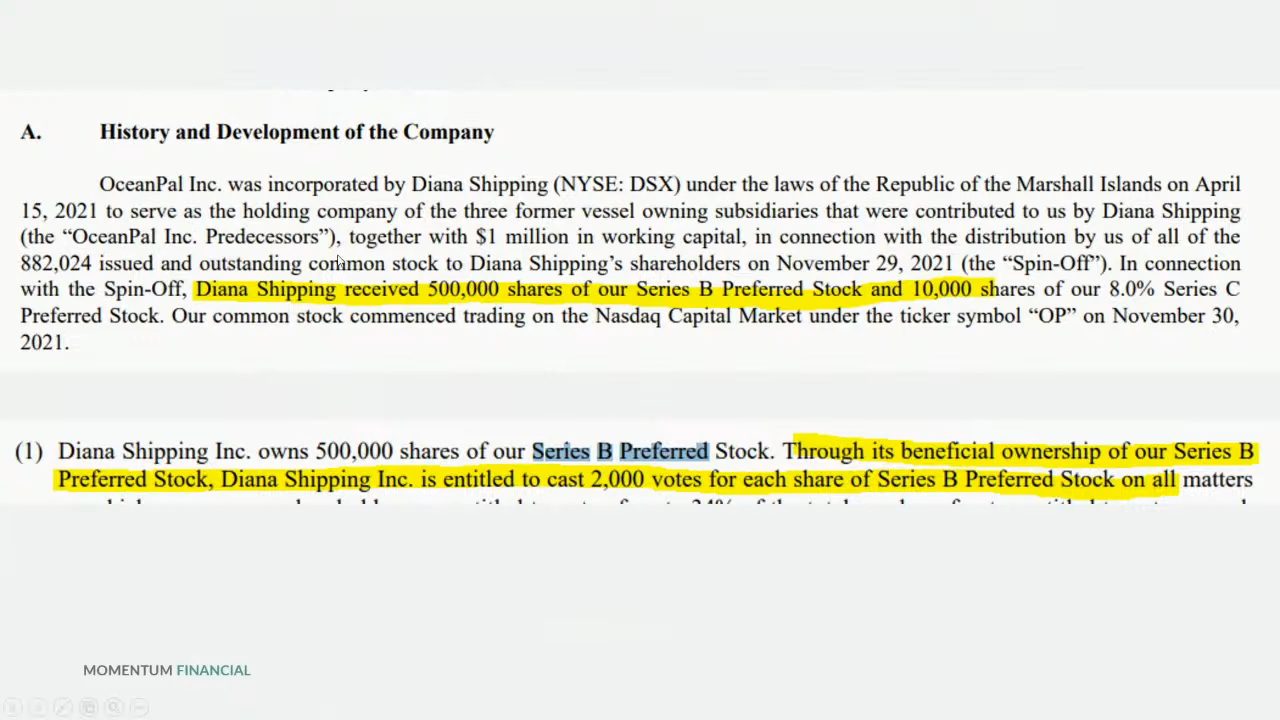 A. History and Development of the Company
OceanPal Inc. was incorporated by Diana Shipping (NYSE: DSX) under the laws of the Republic of the Marshall Islands on April
15, 2021 to serve as the holding company of the three former vessel owning subsidiaries that were contributed to us by Diana Shipping
(the “OceanPal Inc. Predecessors”), together with $1 million in working capital, in connection with the distribution by us of all of the
882,024 issued and outstanding common stock to Diana Shipping’s shareholders on November 29, 2021 (the “Spin-Off”). In connection
with the Spin-Off, Diana Shipping received 500,000 shares of our Series B Preferred Stock and 10,000 shares of our 8.0% Series C
Preferred Stock. Our common stock commenced trading on the Nasdaq Capital Market under the ticker symbol “OP” on November 30,
2021.
(1) Diana Shipping Inc. owns 500,000 shares of our Series B Preferred Stock. Through its beneficial ownership of our Series B
Preferred Stock, Diana Shipping Inc. is entitled to cast 2,000 votes for each share of Series B Preferred Stock on all matters
MOMENTUM FINANCIAL